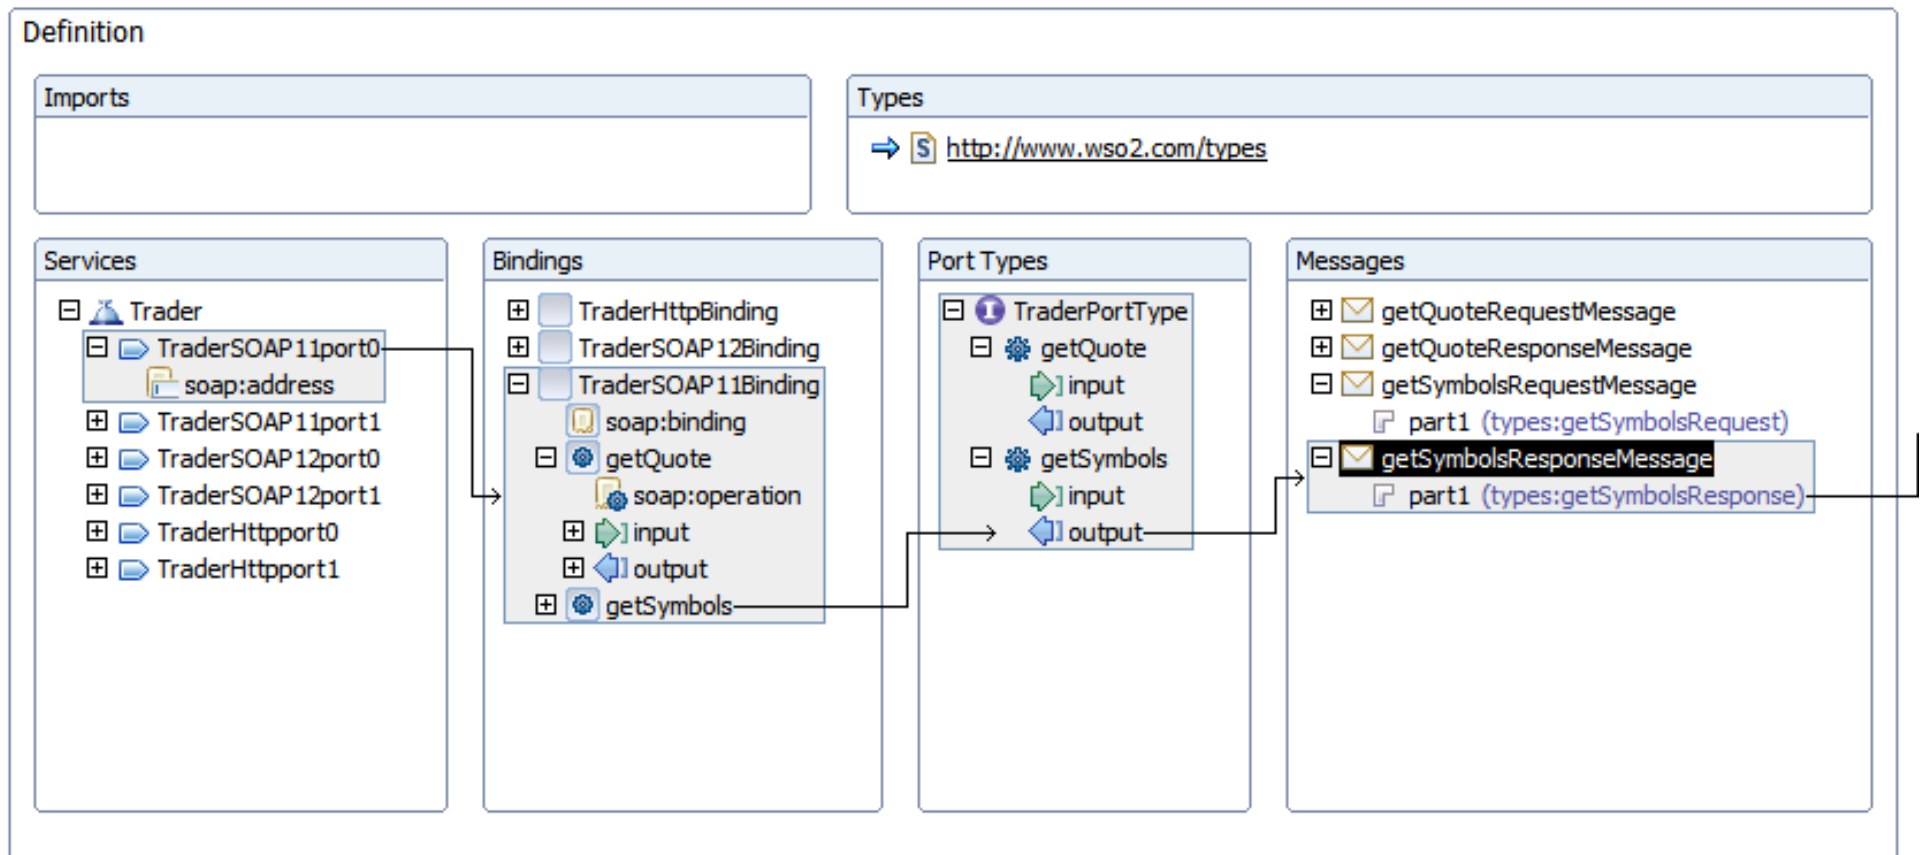 Definition
Imports
Types
http://www.wso2.com/types
Services
Trader
TraderSOAP11port0
soap:address
TraderSOAP11port1
TraderSOAP12port0
TraderSOAP12port1
TraderHttpport0
TraderHttpport1
Bindings
TraderHttpBinding
TraderSOAP12Binding
TraderSOAP11Binding
soap:binding
getQuote
soap:operation
input
output
getSymbols
Port Types
TraderPortType
getQuote
input
output
getSymbols
input
output
Messages
getQuoteRequestMessage
getQuoteResponseMessage
getSymbolsRequestMessage
part1 (types:getSymbolsRequest)
getSymbolsResponseMessage
part1 (types:getSymbolsResponse)